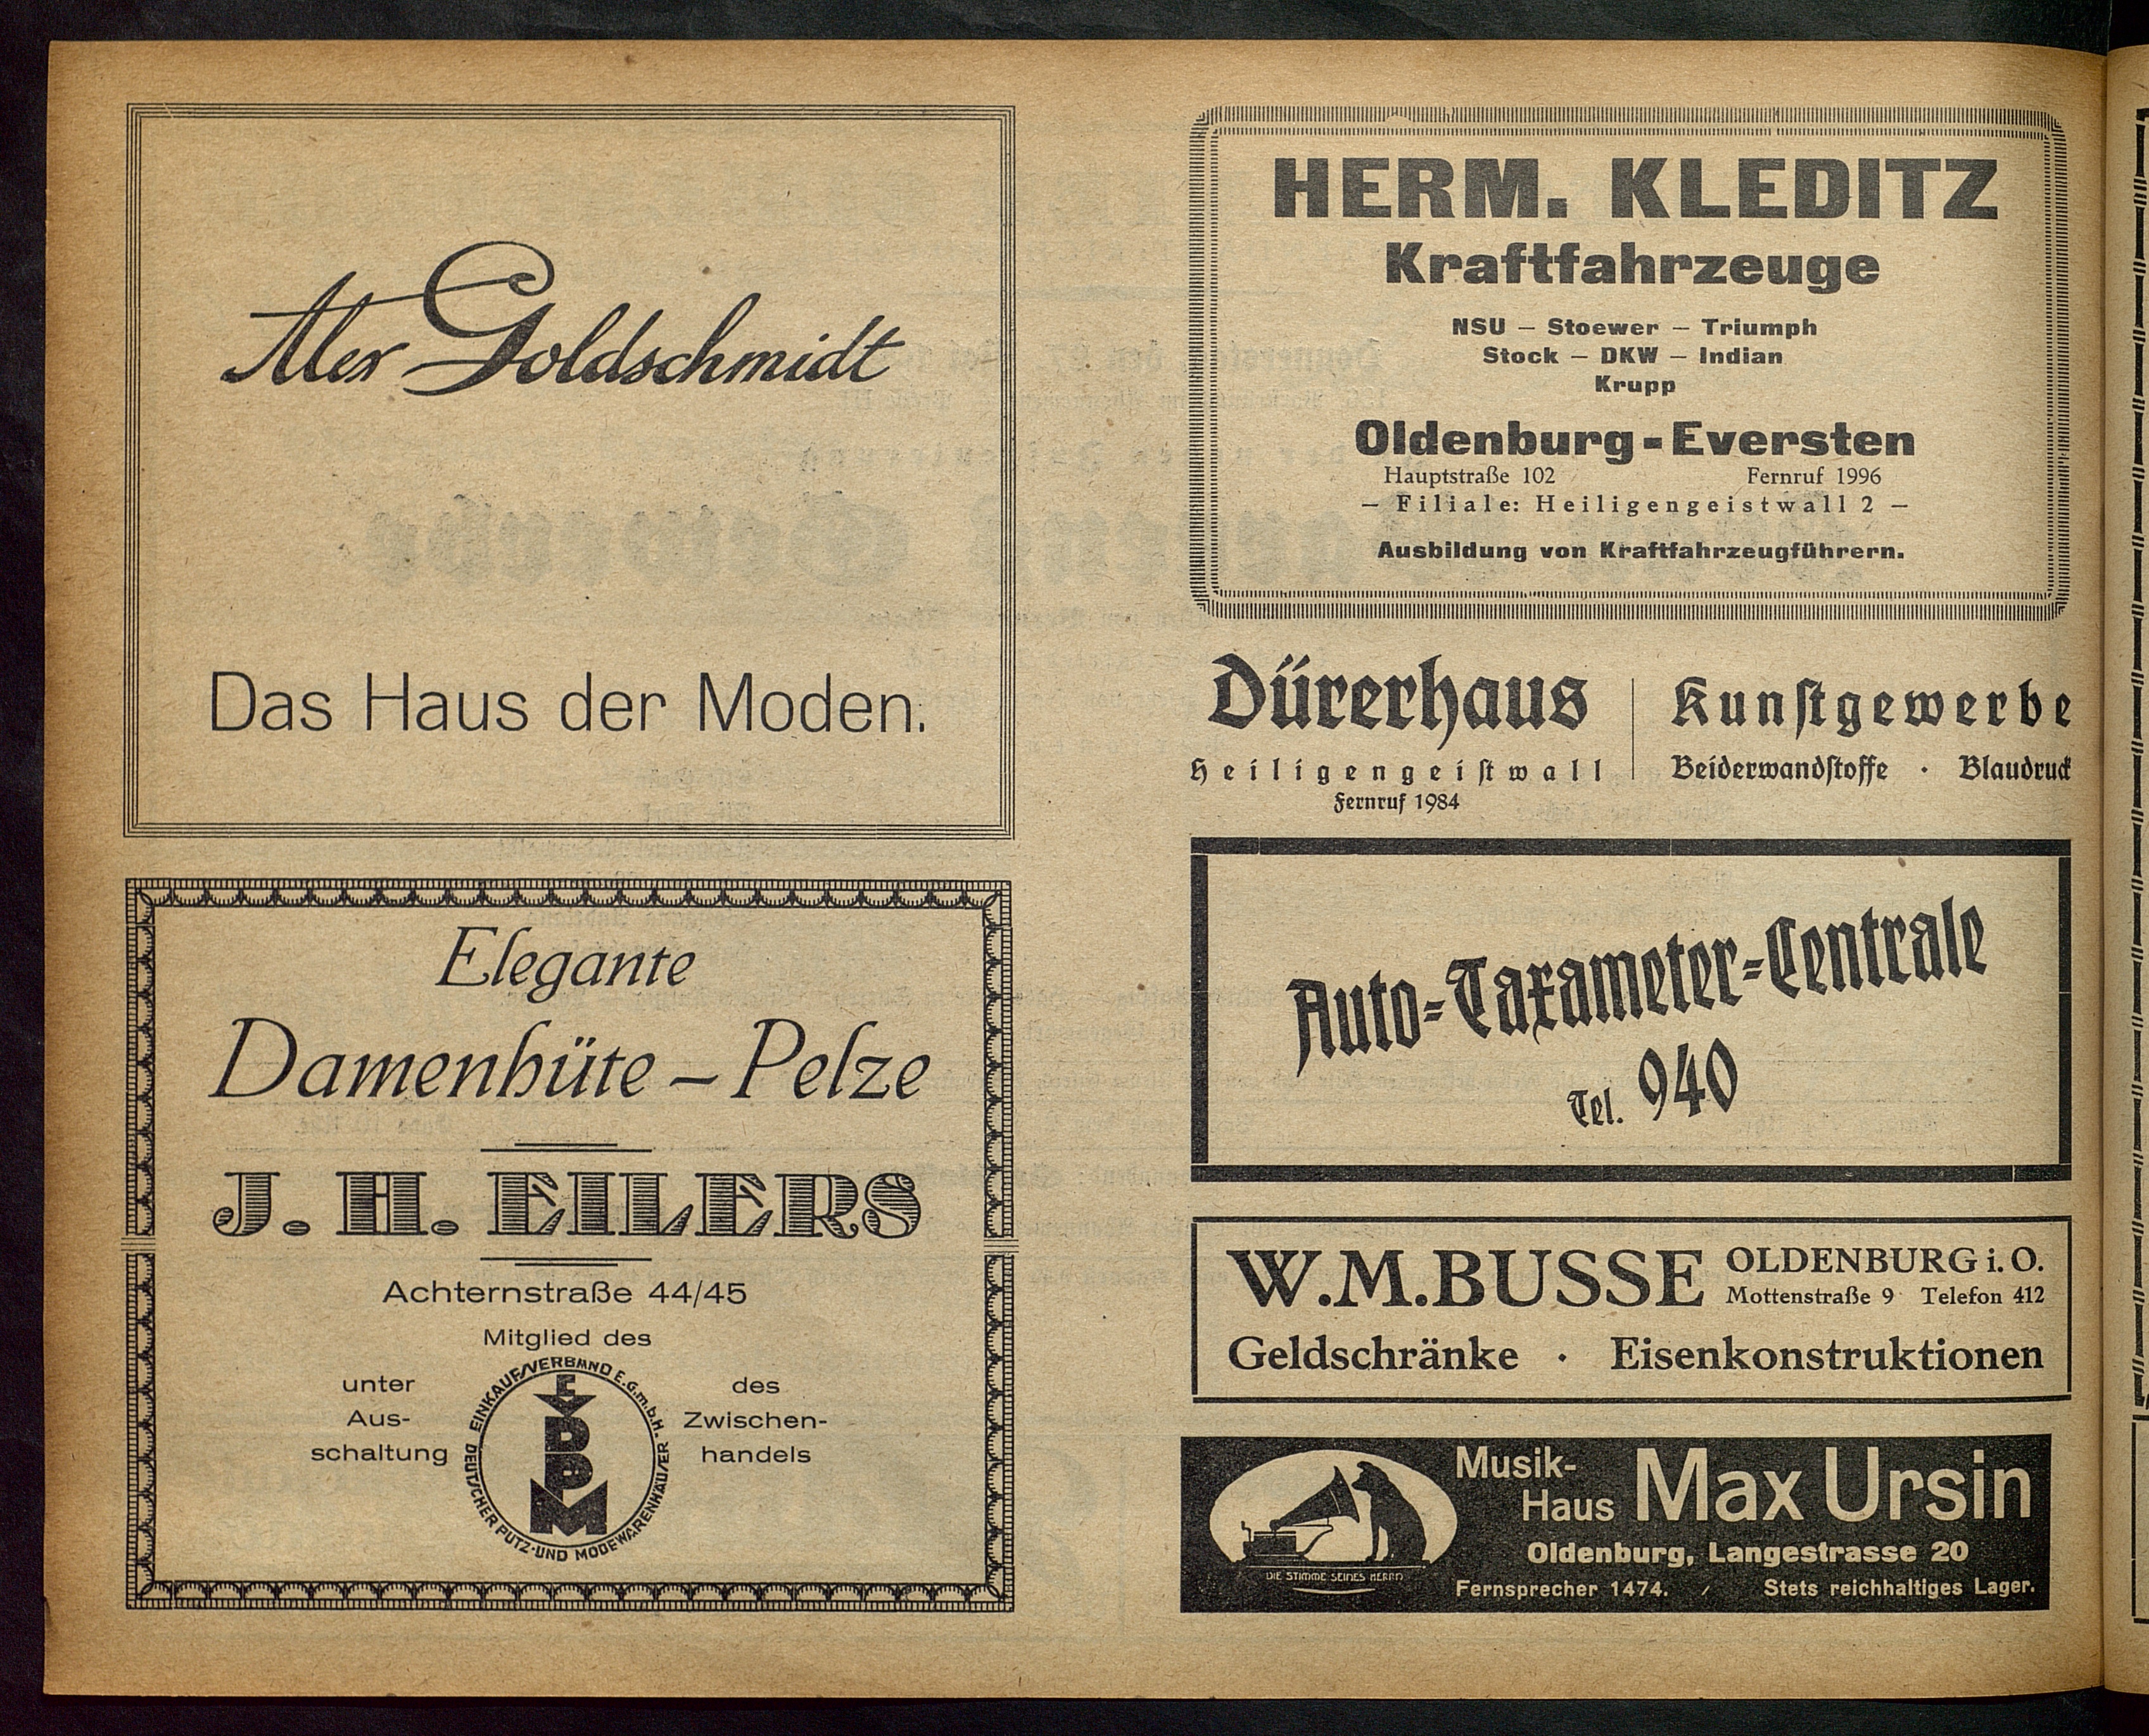 Alex Goldschmidt
Das Haus der Moden.
Elegante
Damenhüte – Pelze
J. H. EILERS
Achternstraße 44/45
Mitglied des
unter
Aus-
schaltung
EINKAUFSVERBAND E.G.m.b.H.
DEUTSCHER PUTZ-UND MODEWARENHÄUSER
E
D
P
M
des
Zwischen-
handels
HERM. KLEDITZ
Kraftfahrzeuge
NSU – Stoewer – Triumph
Stock – DKW – Indian
Krupp
Oldenburg-Eversten
Hauptstraße 102 Fernruf 1996
– Filiale: Heiligengeistwall 2 –
Ausbildung von Kraftfahrzeugführern.
Dürerhaus
Heiligengeistwall
Fernruf 1984
Kunstgewerbe
Beiderwandstoffe · Blaudruck
Auto-Taxameter-Centrale
Tel. 940
W.M.BUSSE OLDENBURG i. O.
Mottenstraße 9 Telefon 412
Geldschränke · Eisenkonstruktionen
DIE STIMME SEINES HERRN
Musik-
Haus Max Ursin
Oldenburg, Langestrasse 20
Fernsprecher 1474. / Stets reichhaltiges Lager.